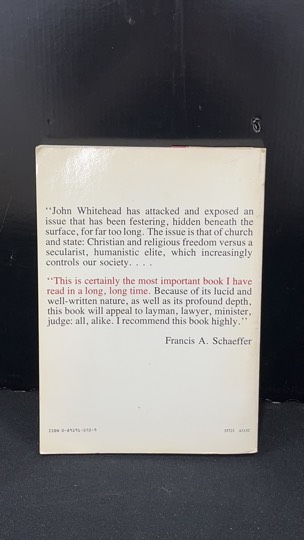 “John Whitehead has attacked and exposed an
issue that has been festering, hidden beneath the
surface, for far too long. The issue is that of church
and state: Christian and religious freedom versus a
secularist, humanistic elite, which increasingly
controls our society. . . .
“This is certainly the most important book I have
read in a long, long time. Because of its lucid and
well-written nature, as well as its profound depth,
this book will appeal to layman, lawyer, minister,
judge: all, alike. I recommend this book highly.”
Francis A. Schaeffer
ISBN